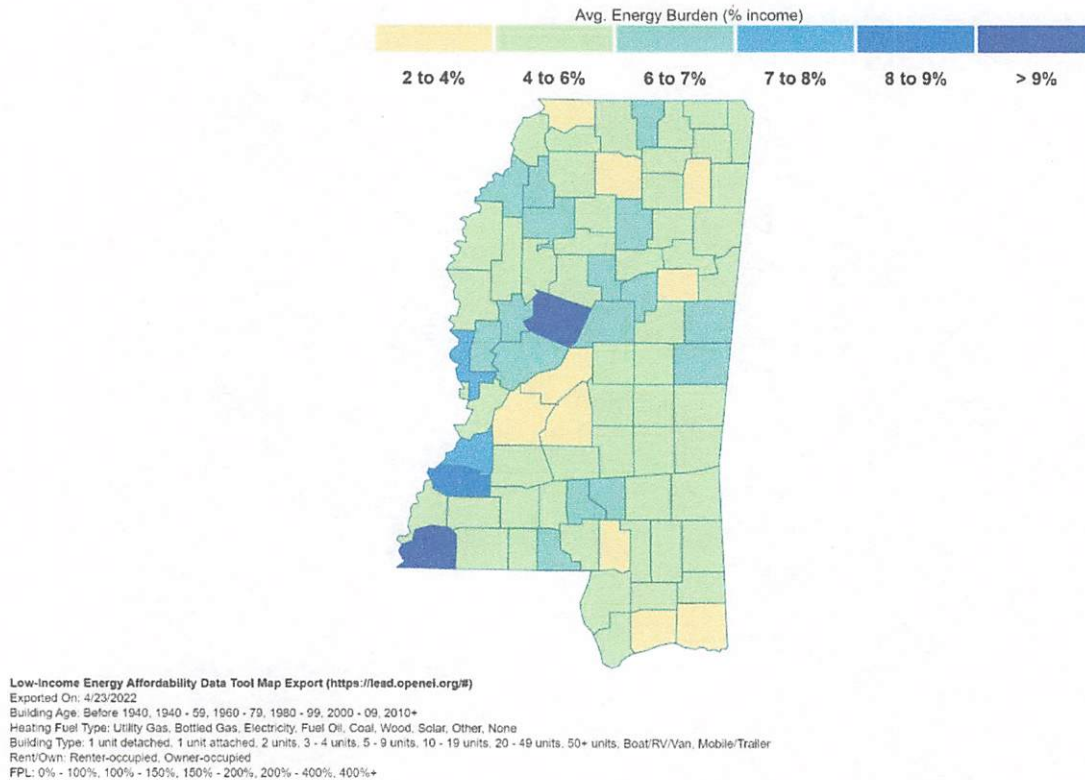 Avg. Energy Burden (% income)
2 to 4% 4 to 6% 6 to 7% 7 to 8% 8 to 9% > 9%
Low-Income Energy Affordability Data Tool Map Export (https://lead.openei.org/#)
Exported On: 4/23/2022
Building Age: Before 1940, 1940 - 59, 1960 - 79, 1980 - 99, 2000 - 09, 2010+
Heating Fuel Type: Utility Gas, Bottled Gas, Electricity, Fuel Oil, Coal, Wood, Solar, Other, None
Building Type: 1 unit detached, 1 unit attached, 2 units, 3 - 4 units, 5 - 9 units, 10 - 19 units, 20 - 49 units, 50+ units, Boat/RV/Van, Mobile/Trailer
Rent/Own: Renter-occupied, Owner-occupied
FPL: 0% - 100%, 100% - 150%, 150% - 200%, 200% - 400%, 400%+